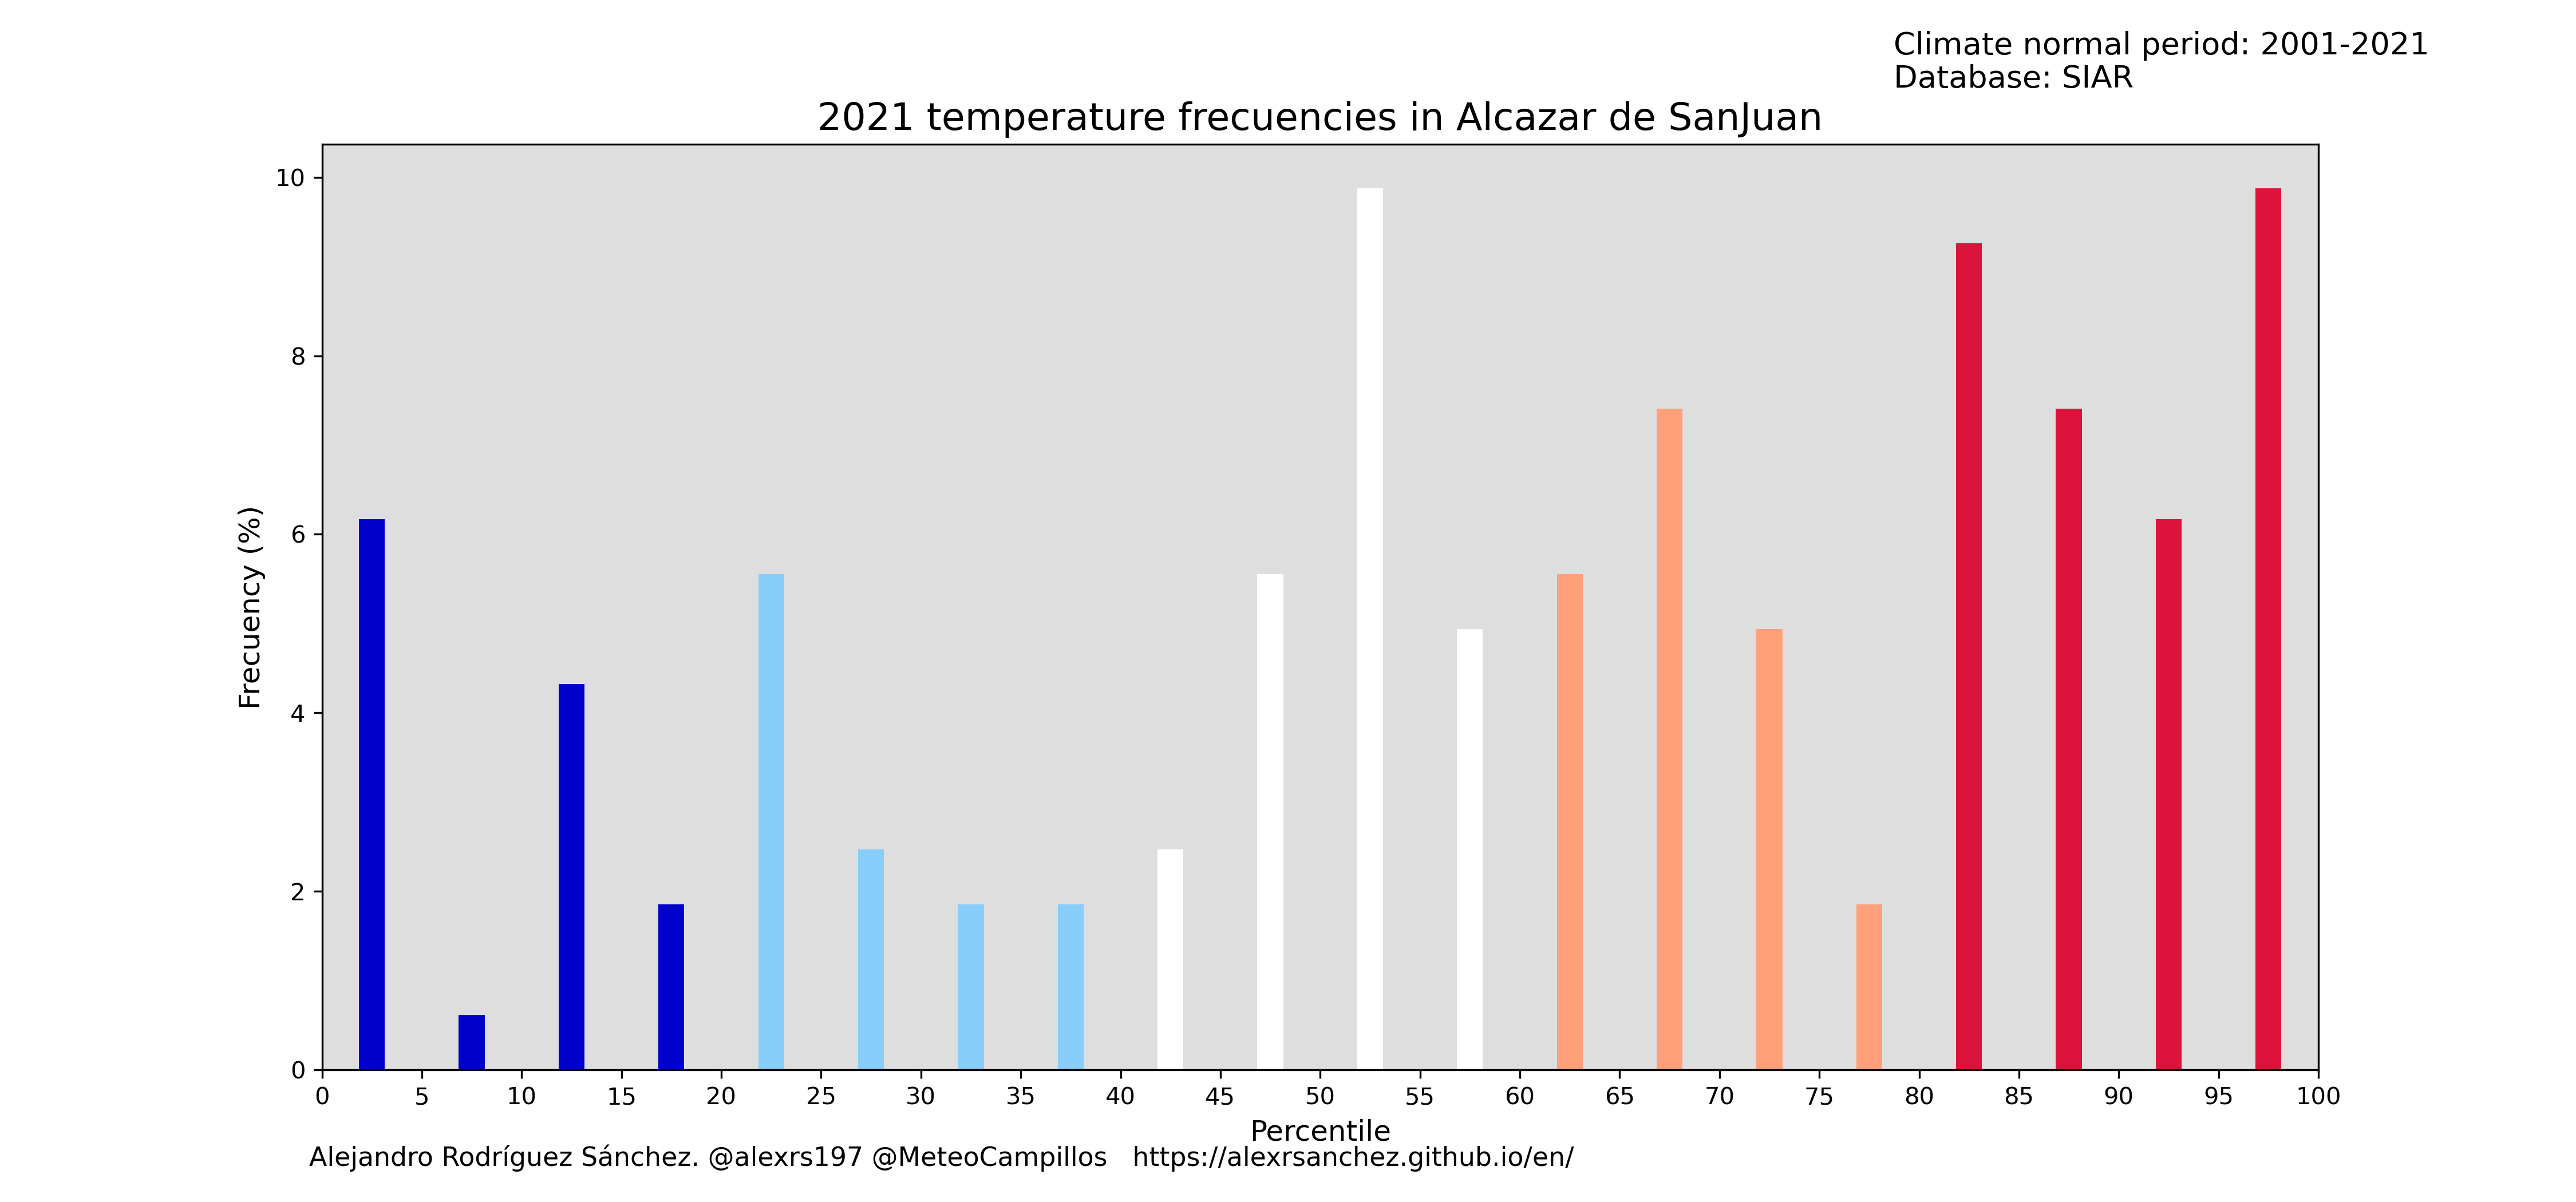 Climate normal period: 2001-2021
Database: SIAR
2021 temperature frecuencies in Alcazar de SanJuan
Frecuency (%)
10
8
6
4
2
0
0 5 10 15 20 25 30 35 40 45 50 55 60 65 70 75 80 85 90 95 100
Percentile
Alejandro Rodríguez Sánchez. @alexrs197 @MeteoCampillos https://alexrsanchez.github.io/en/